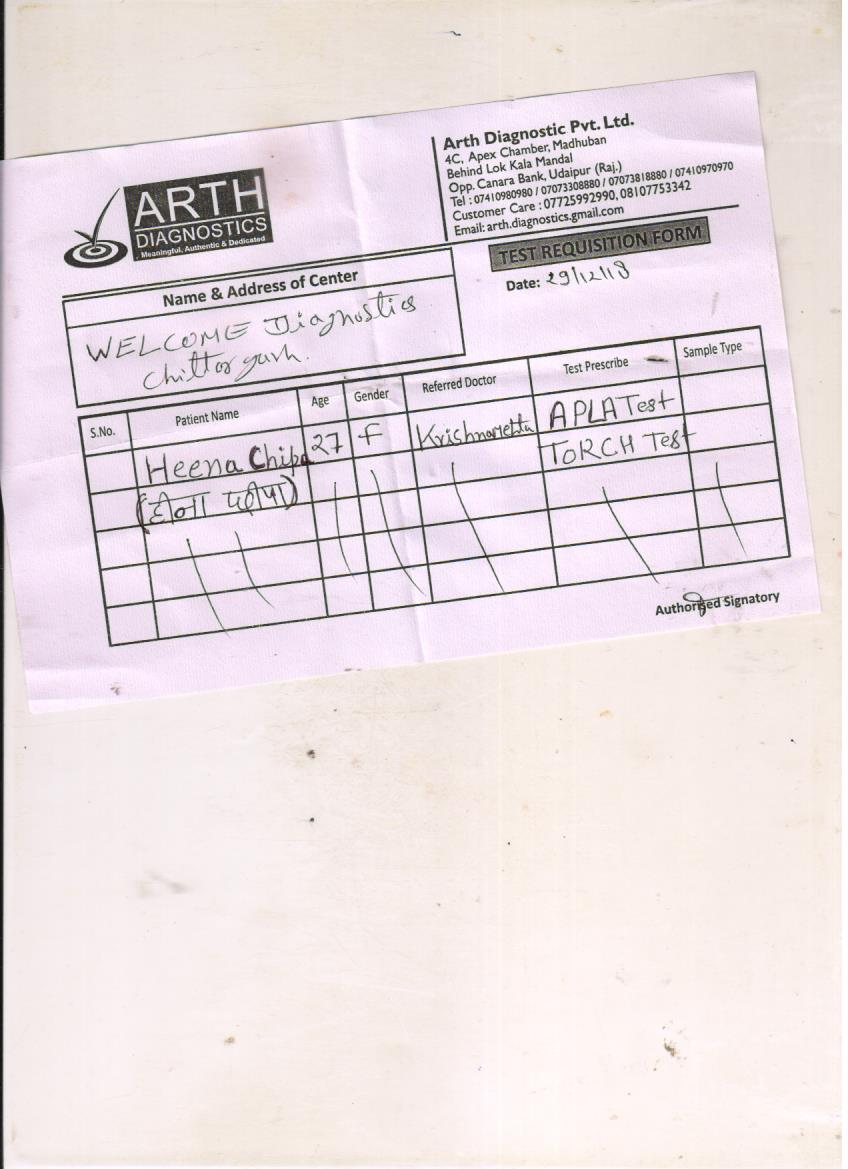 ARTH
DIAGNOSTICS
Meaningful, Authentic & Dedicated
Arth Diagnostic Pvt. Ltd.
4C, Apex Chamber, Madhuban
Behind Lok Kala Mandal
Opp. Canara Bank, Udaipur (Raj.)
Tel : 07410980980 / 07073308880 / 07073818880 / 07410970970
Customer Care : 07725992990, 08107753342
Email: arth.diagnostics.gmail.com
TEST REQUISITION FORM
Date: 29/12/18
Name & Address of Center
WELCOME Diagnostics
Chittorgarh.
S.No. Patient Name Age Gender Referred Doctor Test Prescribe Sample Type
Heena Chipa 27 F Krishna Mehta APLA Test
TORCH Test
(हीना छीपा)
Authorised Signatory